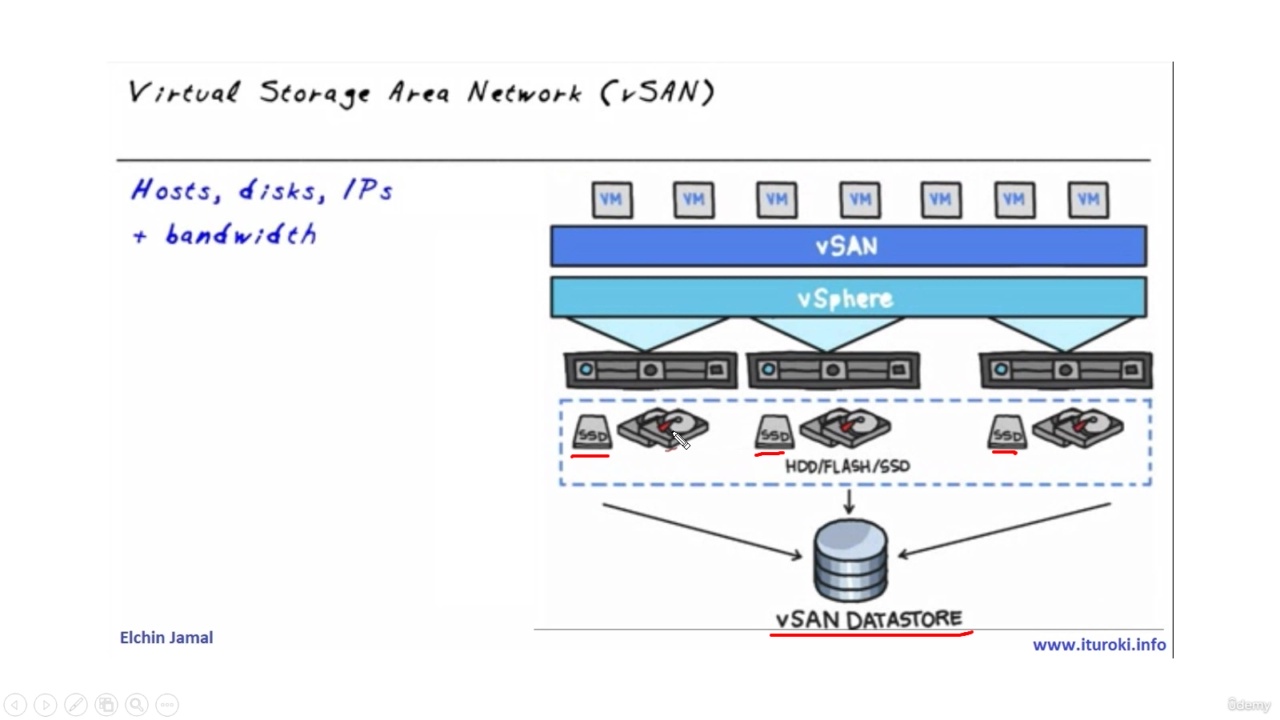 Virtual Storage Area Network (vSAN)
Hosts, disks, IPs
+ bandwidth
VM VM VM VM VM VM VM
vSAN
vSphere
SSD SSD SSD
HDD/FLASH/SSD
vSAN DATASTORE
Elchin Jamal
www.ituroki.info
ûdemy